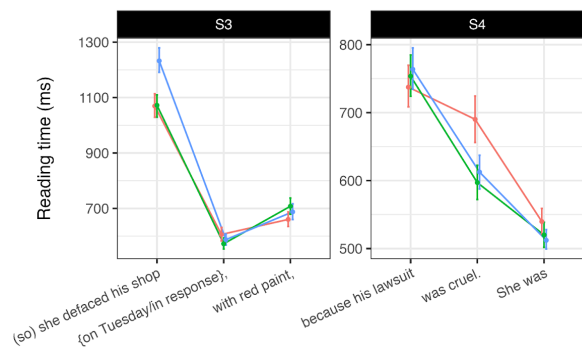 S3
S4
Reading time (ms)
1300
1100
900
700
800
700
600
500
(so) she defaced his shop
{on Tuesday/in response},
with red paint,
because his lawsuit
was cruel.
She was